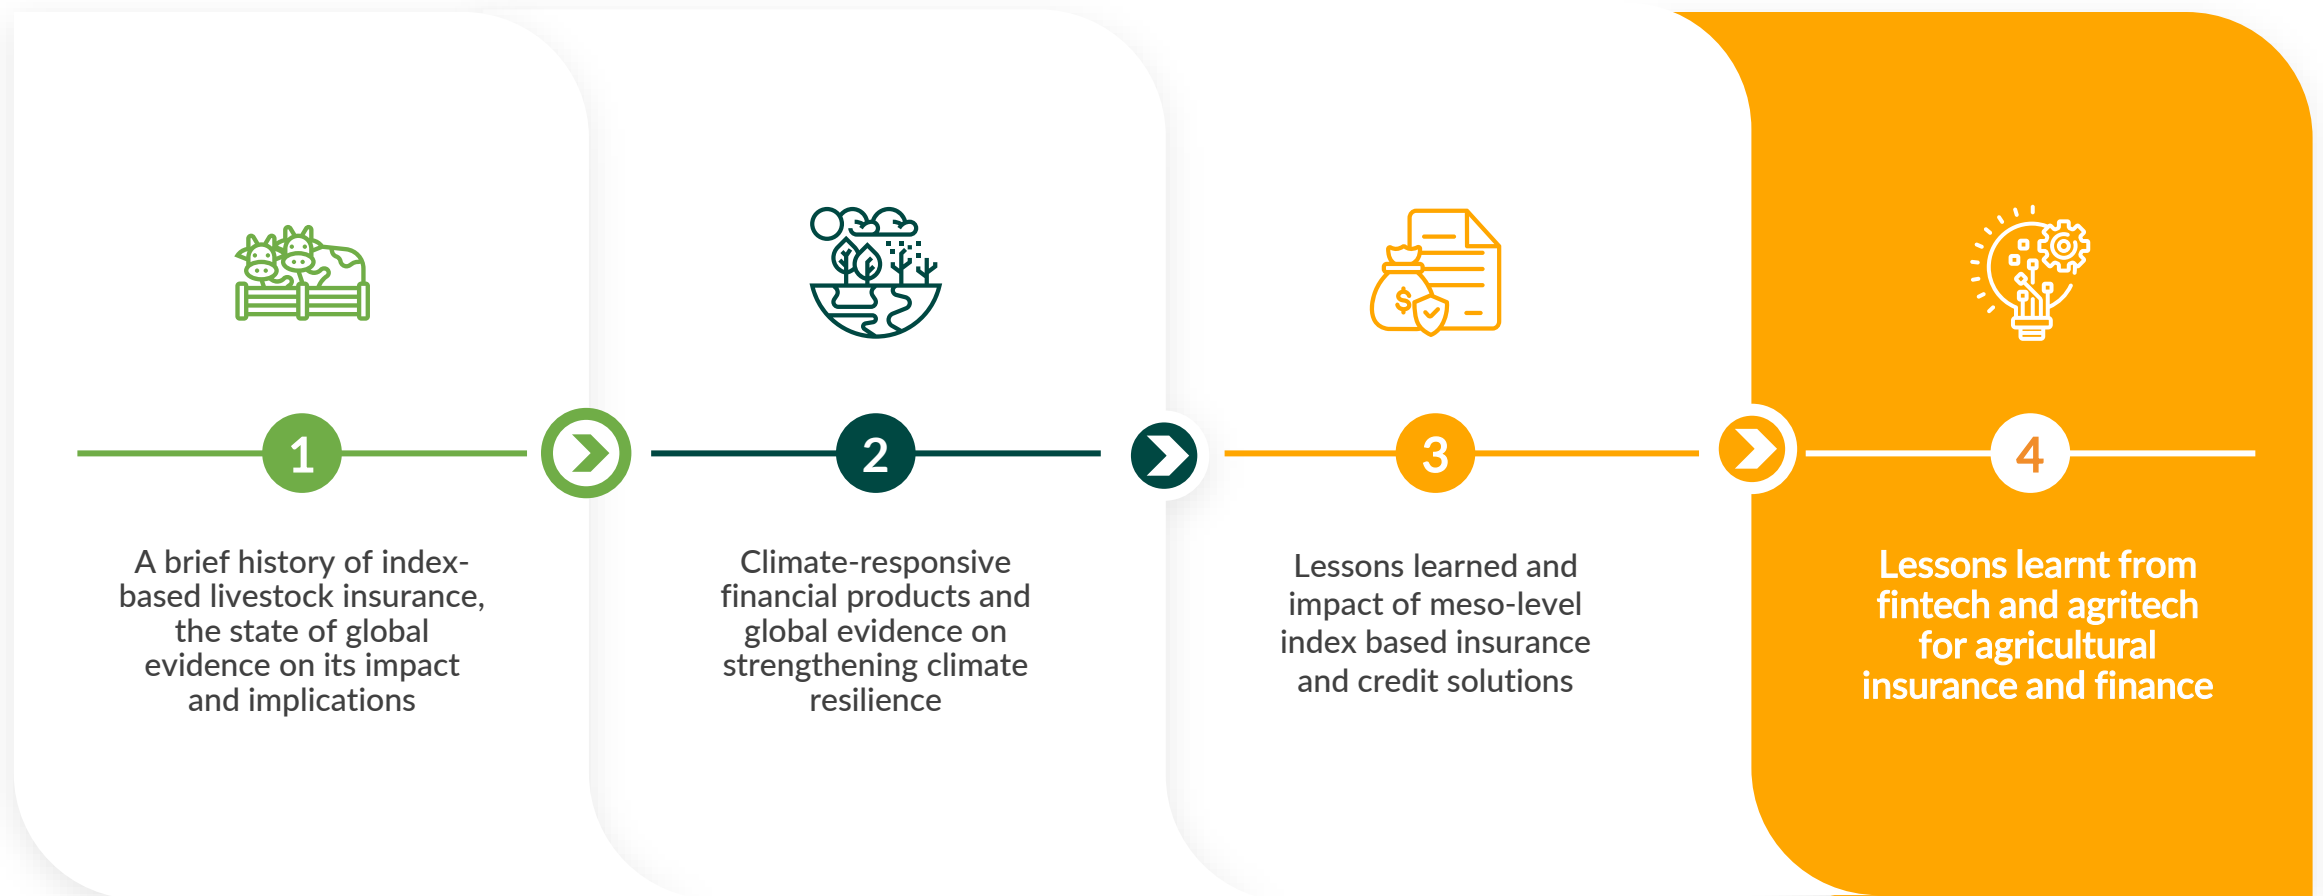 1
A brief history of index-
based livestock insurance,
the state of global
evidence on its impact
and implications
2
Climate-responsive
financial products and
global evidence on
strengthening climate
resilience
$
3
Lessons learned and
impact of meso-level
index based insurance
and credit solutions
4
Lessons learnt from
fintech and agritech
for agricultural
insurance and finance